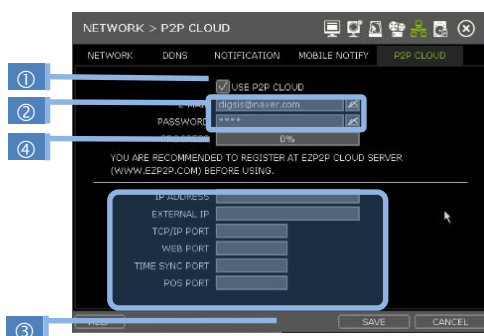 NETWORK > P2P CLOUD
NETWORK DDNS NOTIFICATION MOBILE NOTIFY P2P CLOUD
① USE P2P CLOUD
② E-MAIL digsis@naver.com
PASSWORD ****
④ PROGRESS 0%
YOU ARE RECOMMENDED TO REGISTER AT EZP2P CLOUD SERVER
(WWW.EZP2P.COM) BEFORE USING.
IP ADDRESS
EXTERNAL IP
TCP/IP PORT
WEB PORT
TIME SYNC PORT
POS PORT
③ SAVE CANCEL